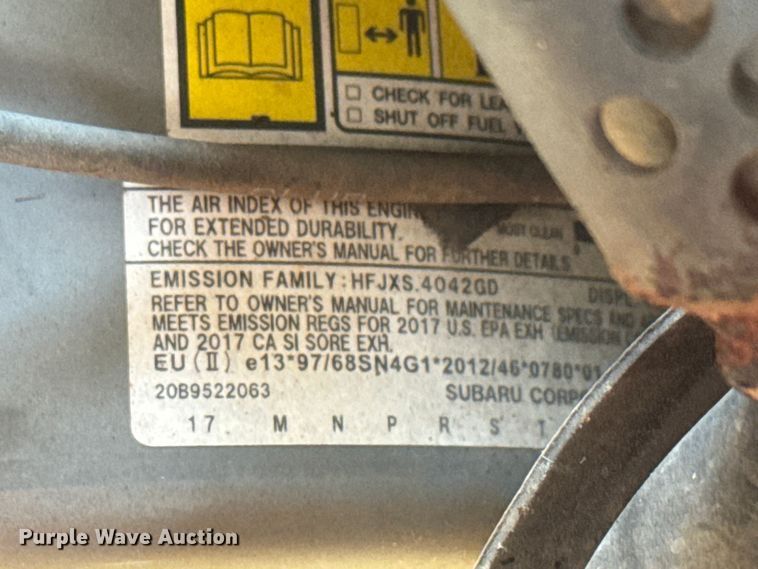 ☐ CHECK FOR
☐ SHUT OFF FUEL
THE AIR INDEX OF THIS
FOR EXTENDED DURABILITY.
MOST CLEAN
CHECK THE OWNER'S MANUAL FOR FURTHER DETAILS
EMISSION FAMILY: HFJXS.4042GD
REFER TO OWNER'S MANUAL FOR MAINTENANCE SPECS AND
MEETS EMISSION REGS FOR 2017 U.S. EPA EXH
AND 2017 CA SI SORE EXH.
EU (II) e13*97/68SN4G1*2012/46*0780*01
20B9522063 SUBARU
17 M N P R S T
Purple Wave Auction